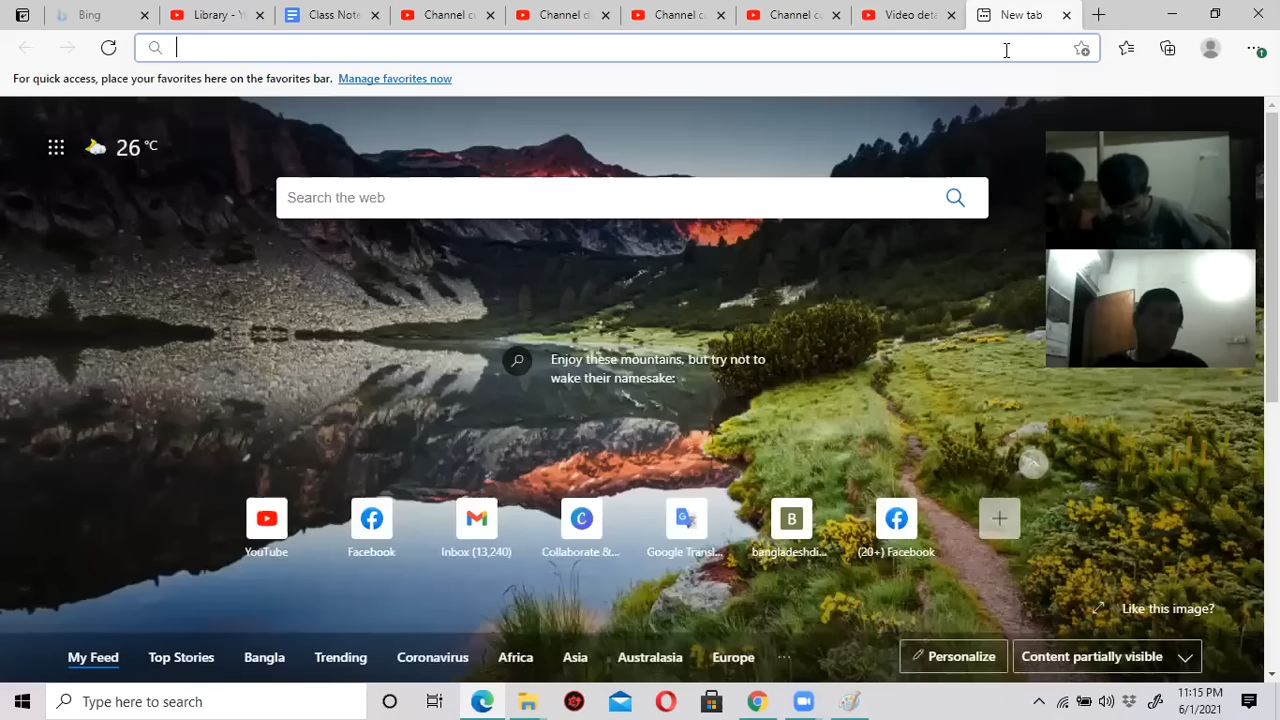 Bing
Library - Y
Class Note
Channel c
Channel d
Channel c
Channel c
Video deta
New tab
1
For quick access, place your favorites here on the favorites bar. Manage favorites now
26 °C
Search the web
Enjoy these mountains, but try not to
wake their namesake:
YouTube
Facebook
Inbox (13,240)
Collaborate &...
Google Transl...
B
bangladeshdi...
(20+) Facebook
Like this image?
My Feed
Top Stories
Bangla
Trending
Coronavirus
Africa
Asia
Australasia
Europe
...
Personalize
Content partially visible
Type here to search
11:15 PM
6/1/2021